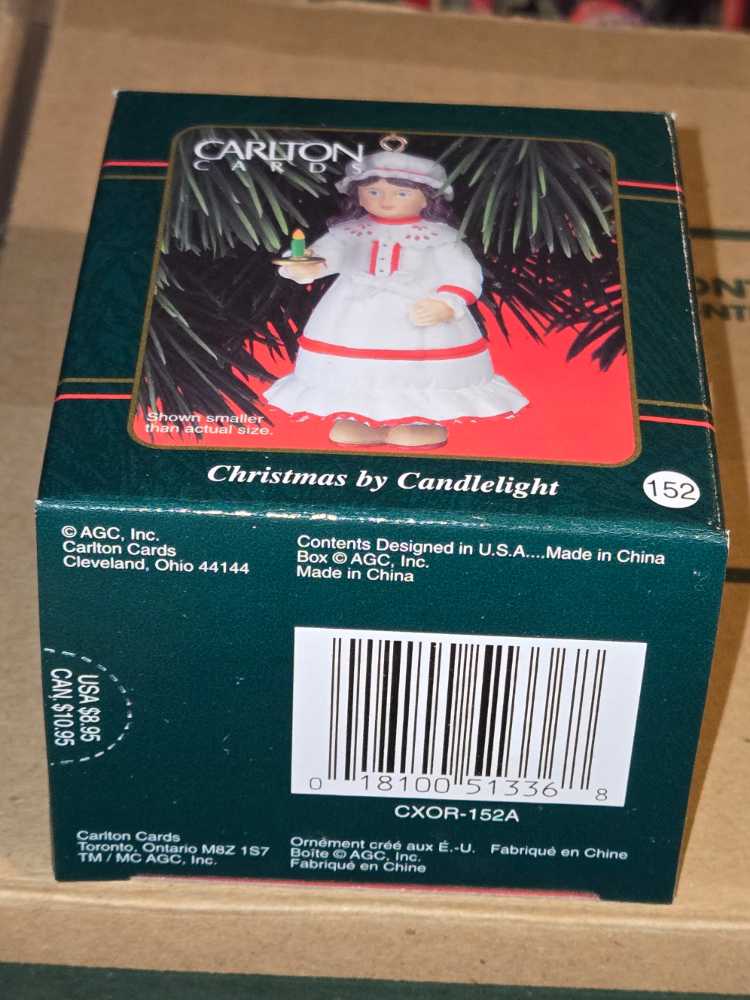 CARLTON
CARDS
Shown smaller
than actual size.
Christmas by Candlelight
152
© AGC, Inc.
Carlton Cards
Cleveland, Ohio 44144
Contents Designed in U.S.A....Made in China
Box © AGC, Inc.
Made in China
USA $8.95
CAN. $10.95
0 18100 51336 8
CXOR-152A
Carlton Cards
Toronto, Ontario M8Z 1S7
TM / MC AGC, Inc.
Ornément créé aux É.-U. Fabriqué en Chine
Boîte © AGC, Inc.
Fabriqué en Chine